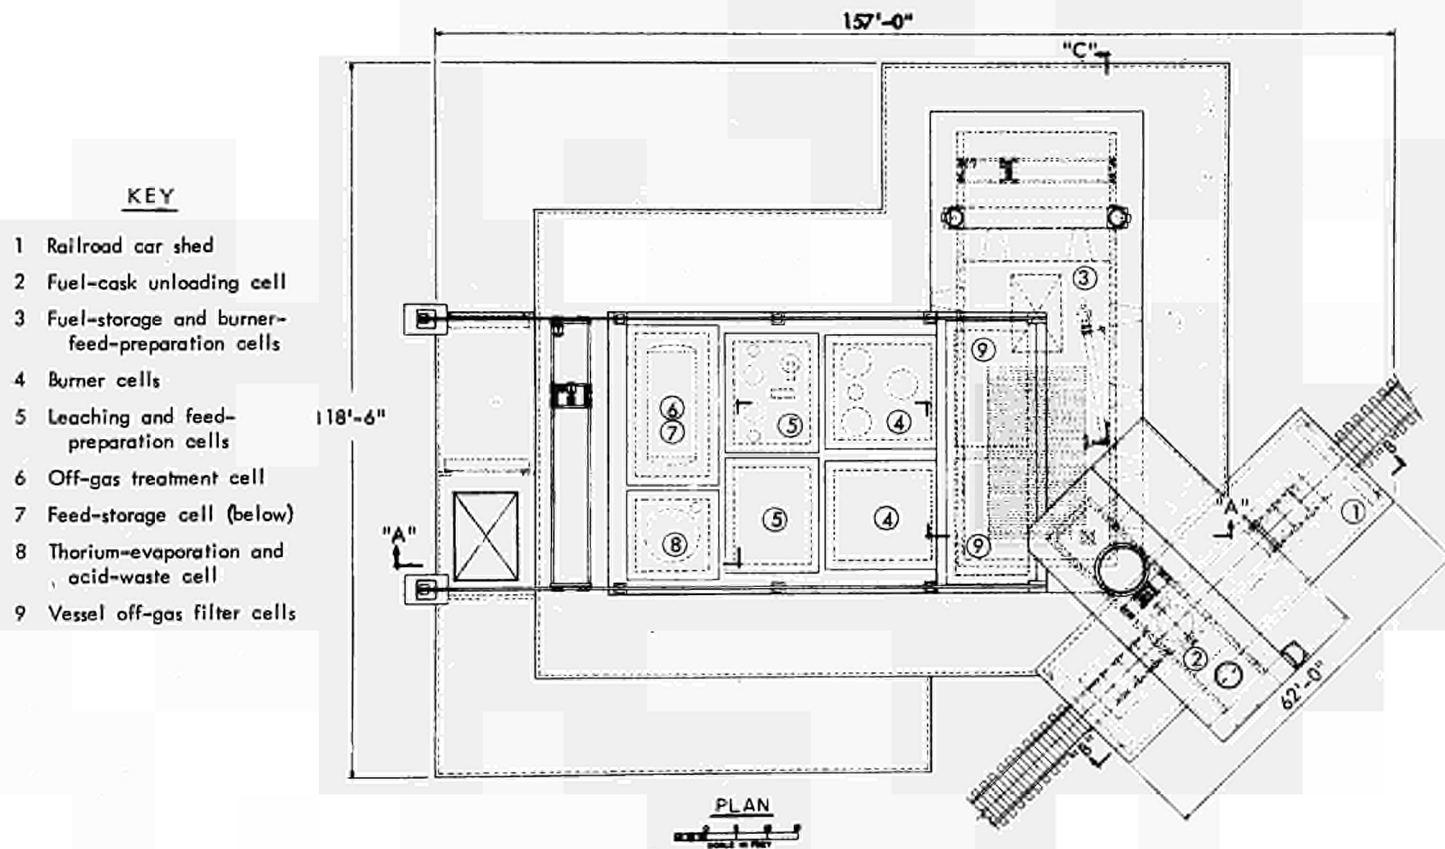 157'-0"
"C"
KEY
1 Railroad car shed
2 Fuel-cask unloading cell
3 Fuel-storage and burner-
feed-preparation cells
4 Burner cells
5 Leaching and feed-
preparation cells
6 Off-gas treatment cell
7 Feed-storage cell (below)
8 Thorium-evaporation and
acid-waste cell
9 Vessel off-gas filter cells
118'-6"
3
9
6
7
5
4
"B"
"A"
1
"A"
8
5
4
9
2
62'-0"
"B"
PLAN
SCALE IN FEET